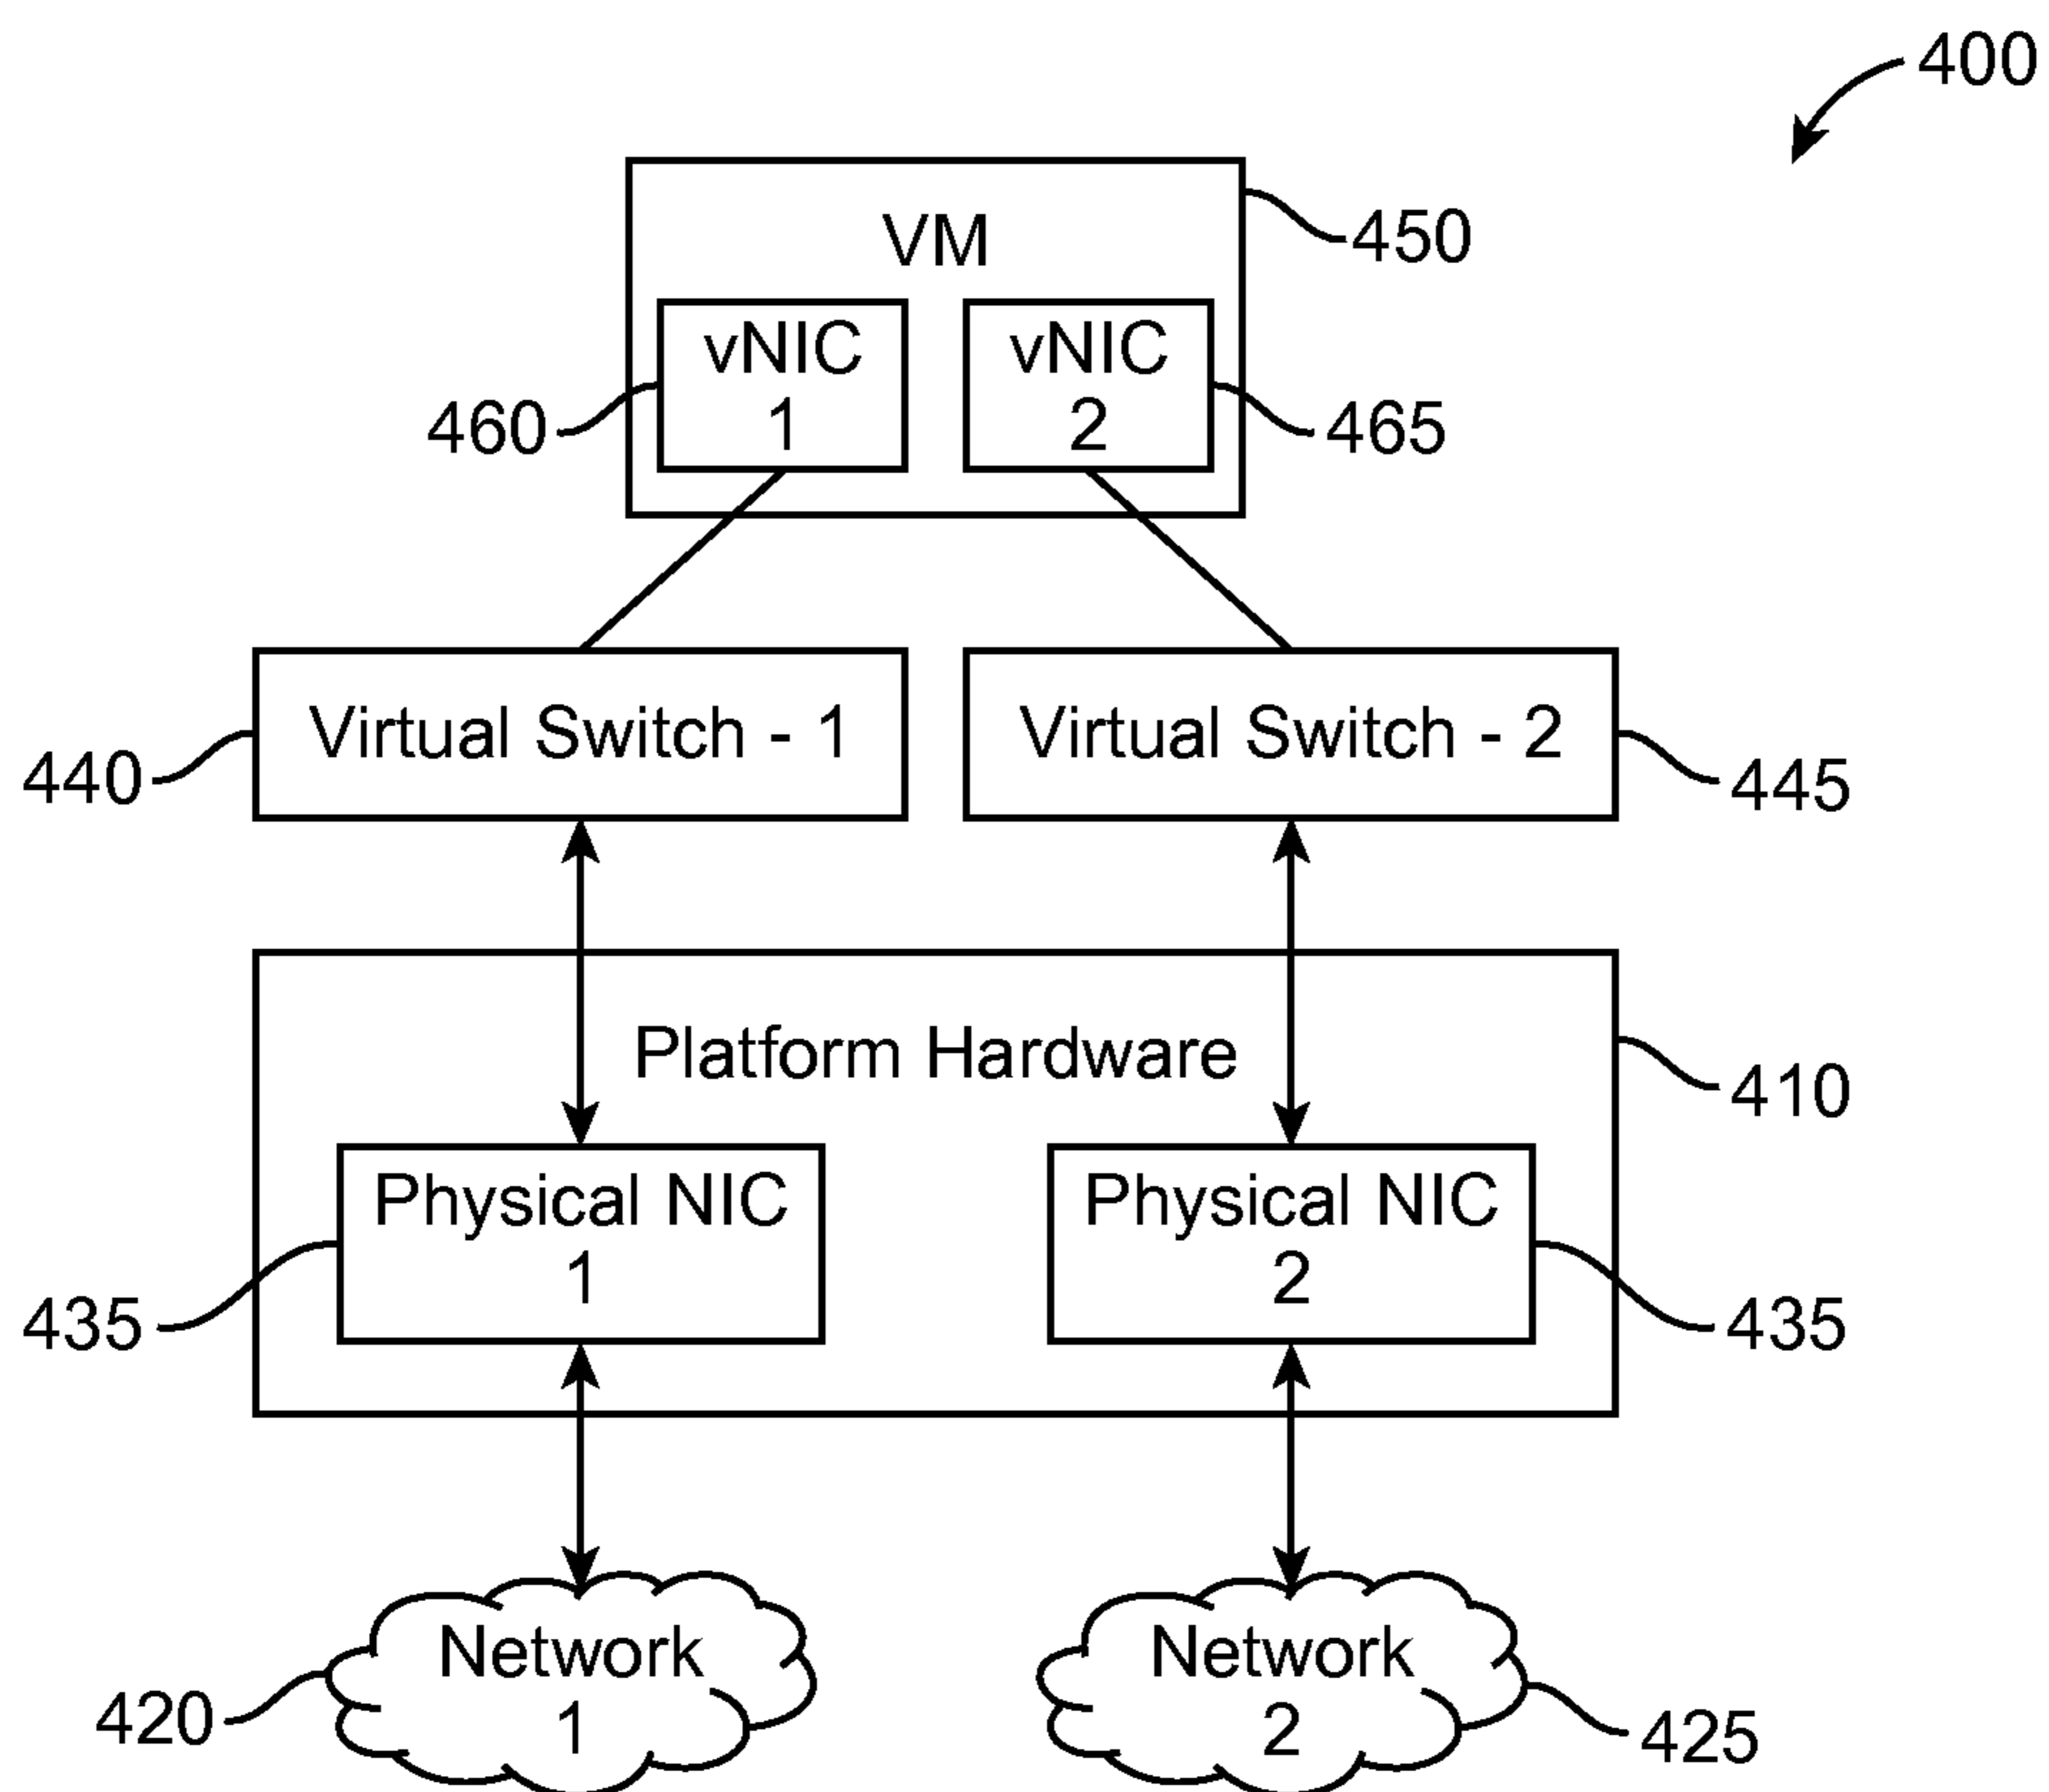 400
VM
450
vNIC
1
vNIC
2
460
465
Virtual Switch - 1
Virtual Switch - 2
440
445
Platform Hardware
410
Physical NIC
1
Physical NIC
2
435
435
Network
1
Network
2
420
425